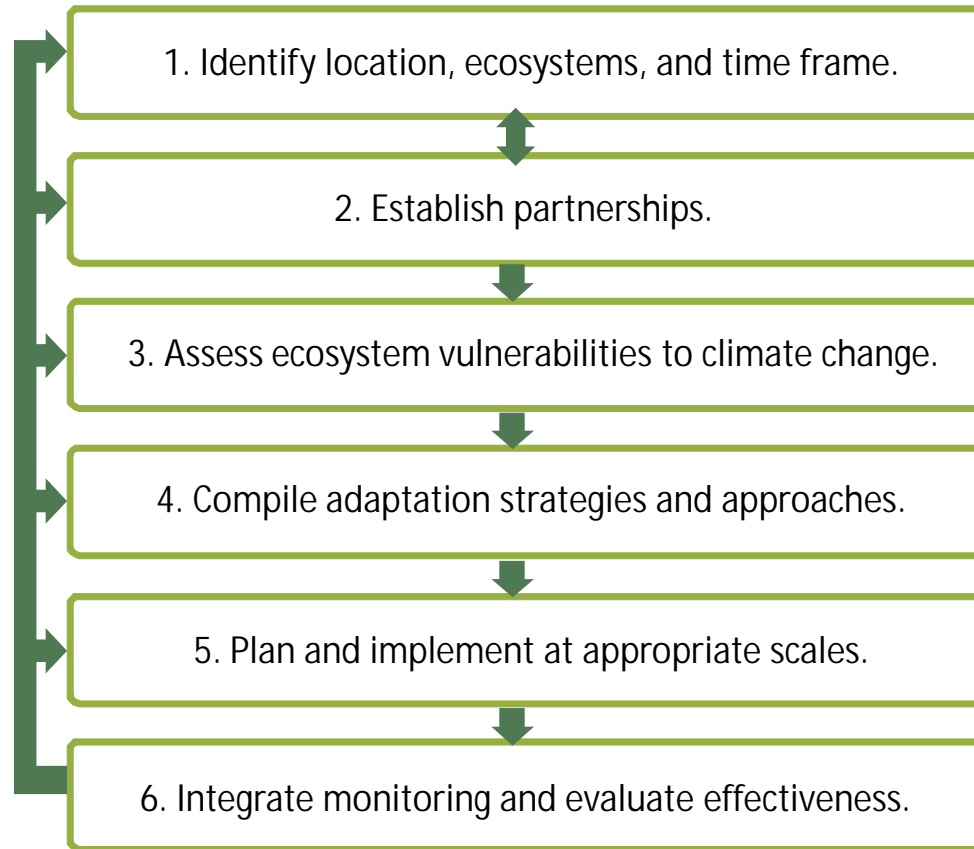 1. Identify location, ecosystems, and time frame.
2. Establish partnerships.
3. Assess ecosystem vulnerabilities to climate change.
4. Compile adaptation strategies and approaches.
5. Plan and implement at appropriate scales.
6. Integrate monitoring and evaluate effectiveness.